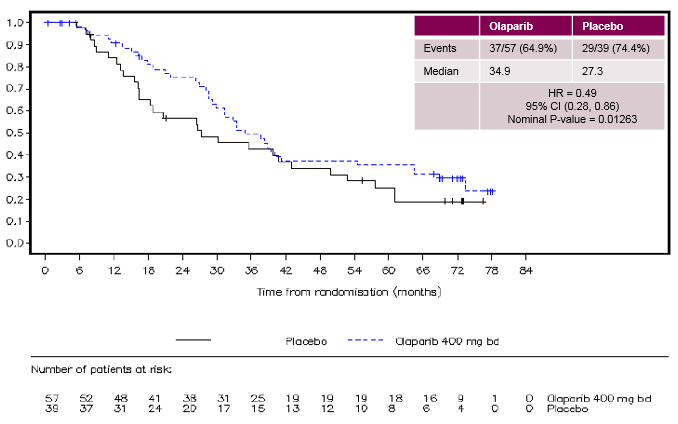 Olaparib Placebo
Events 37/57 (64.9%) 29/39 (74.4%)
Median 34.9 27.3
HR = 0.49
95% CI (0.28, 0.86)
Nominal P-value = 0.01263
1.0
0.9
0.8
0.7
0.6
0.5
0.4
0.3
0.2
0.1
0.0
0 6 12 18 24 30 36 42 48 54 60 66 72 78 84
Time from randomisation (months)
Placebo Olaparib 400 mg bd
Number of patients at risk:
57 52 48 41 38 31 25 19 19 19 18 16 9 1 0 Olaparib 400 mg bd
39 37 31 24 20 17 16 13 12 10 8 6 4 0 0 Placebo